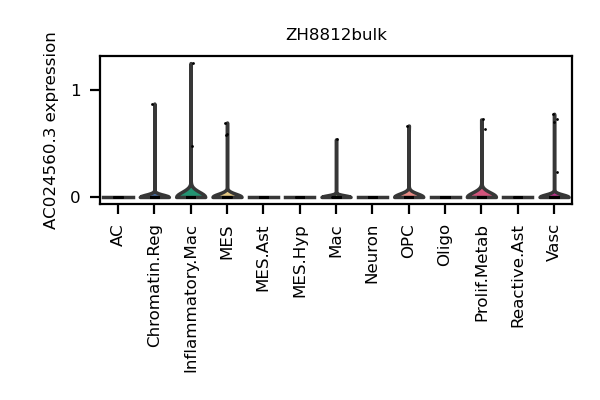 ZH8812bulk
AC024560.3 expression
1
0
AC
Chromatin.Reg
Inflammatory.Mac
MES
MES.Ast
MES.Hyp
Mac
Neuron
OPC
Oligo
Prolif.Metab
Reactive.Ast
Vasc